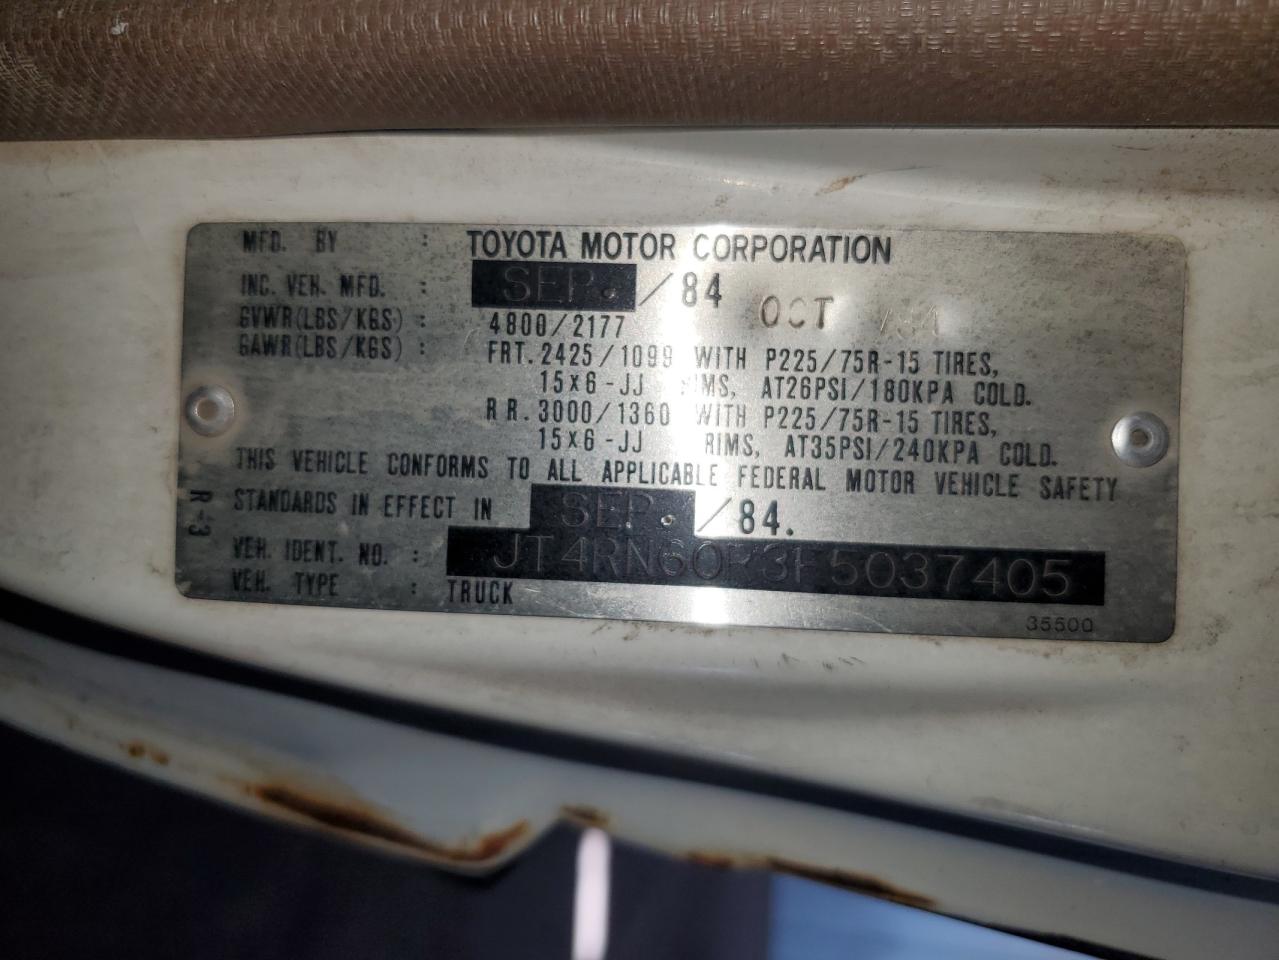 MFD. BY : TOYOTA MOTOR CORPORATION
INC. VEH. MFD. : SEP. /84 OCT
GVWR(LBS/KGS) : 4800/2177
GAWR(LBS/KGS) : FRT.2425/1099 WITH P225/75R-15 TIRES,
15x6-JJ RIMS, AT26PSI/180KPA COLD.
RR.3000/1360 WITH P225/75R-15 TIRES,
15x6-JJ RIMS, AT35PSI/240KPA COLD.
THIS VEHICLE CONFORMS TO ALL APPLICABLE FEDERAL MOTOR VEHICLE SAFETY
STANDARDS IN EFFECT IN SEP. /84.
VEH. IDENT. NO. : JT4RN60R3F5037405
VEH. TYPE : TRUCK
35500
R-3